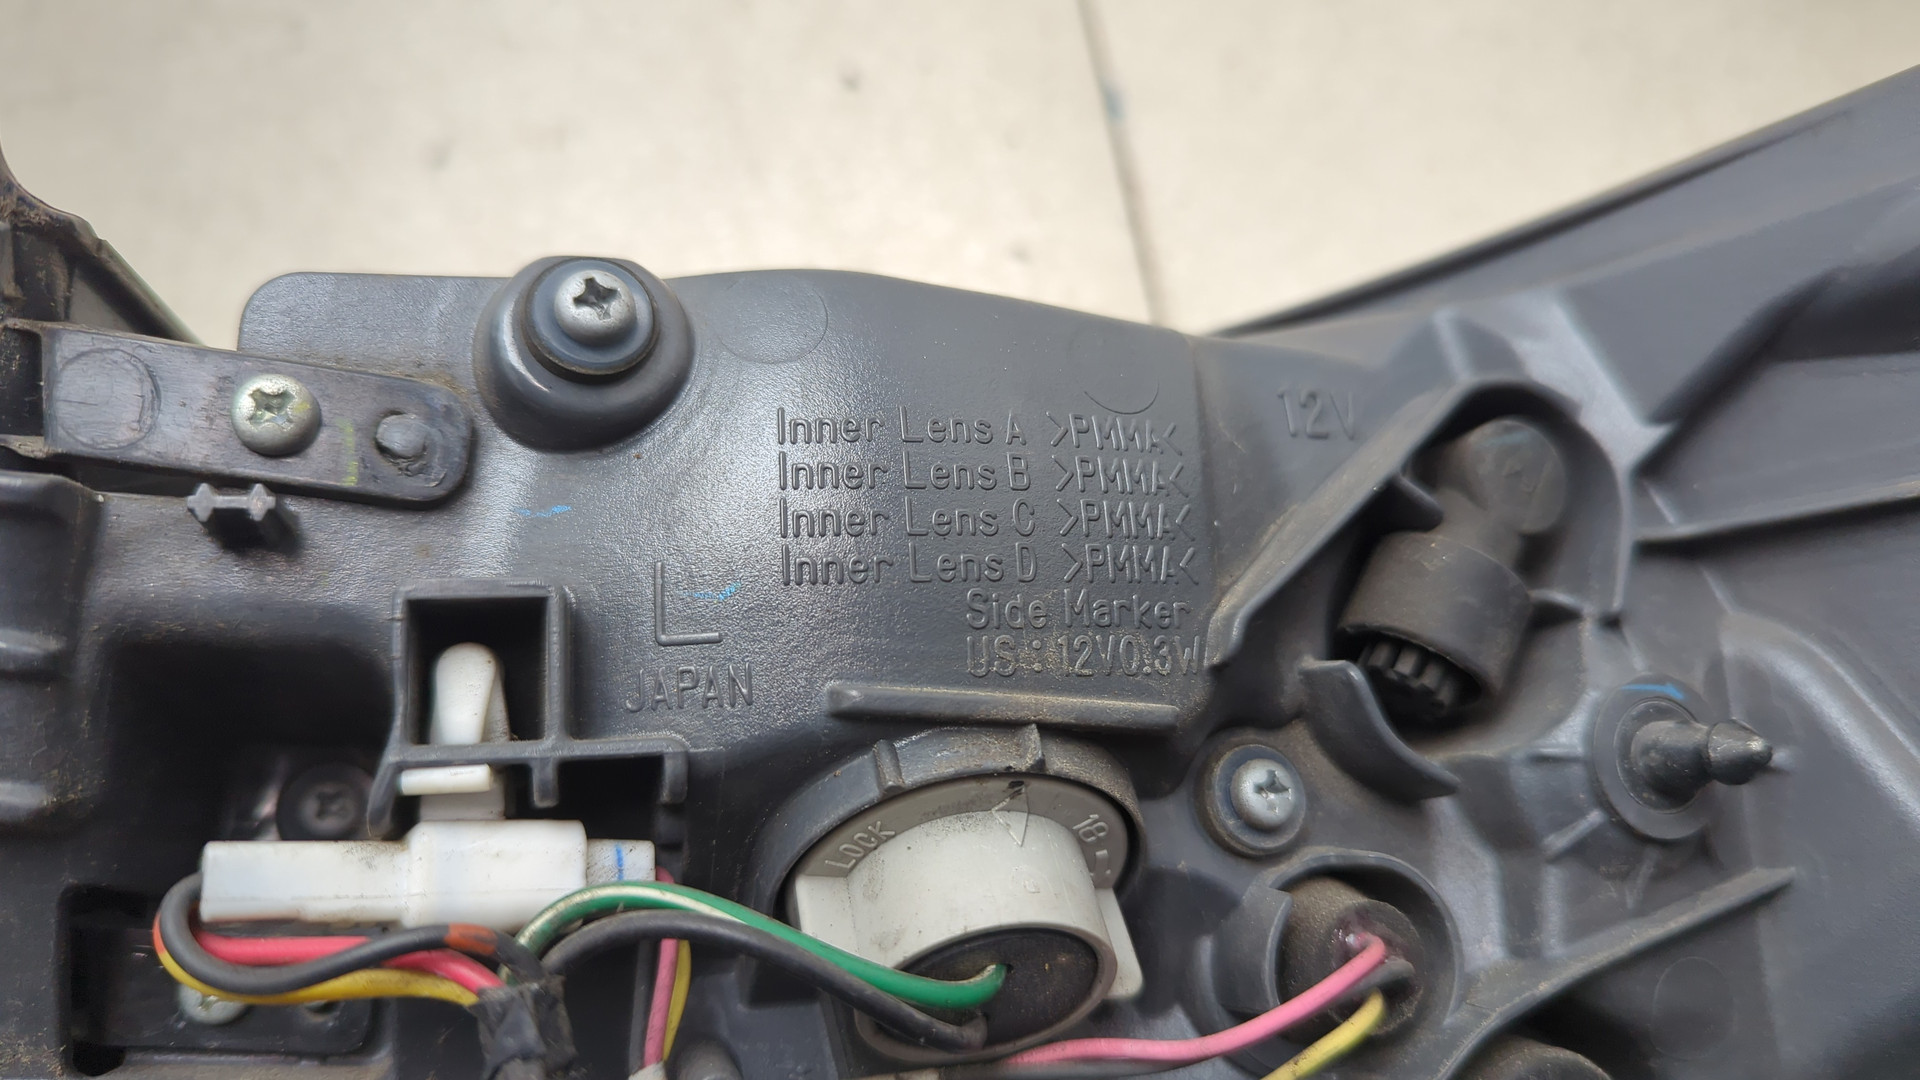 Inner Lens A >PMMA<
Inner Lens B >PMMA<
Inner Lens C >PMMA<
Inner Lens D >PMMA<
Side Marker
US : 12V0.3W
12V
L
JAPAN
LOCK
18